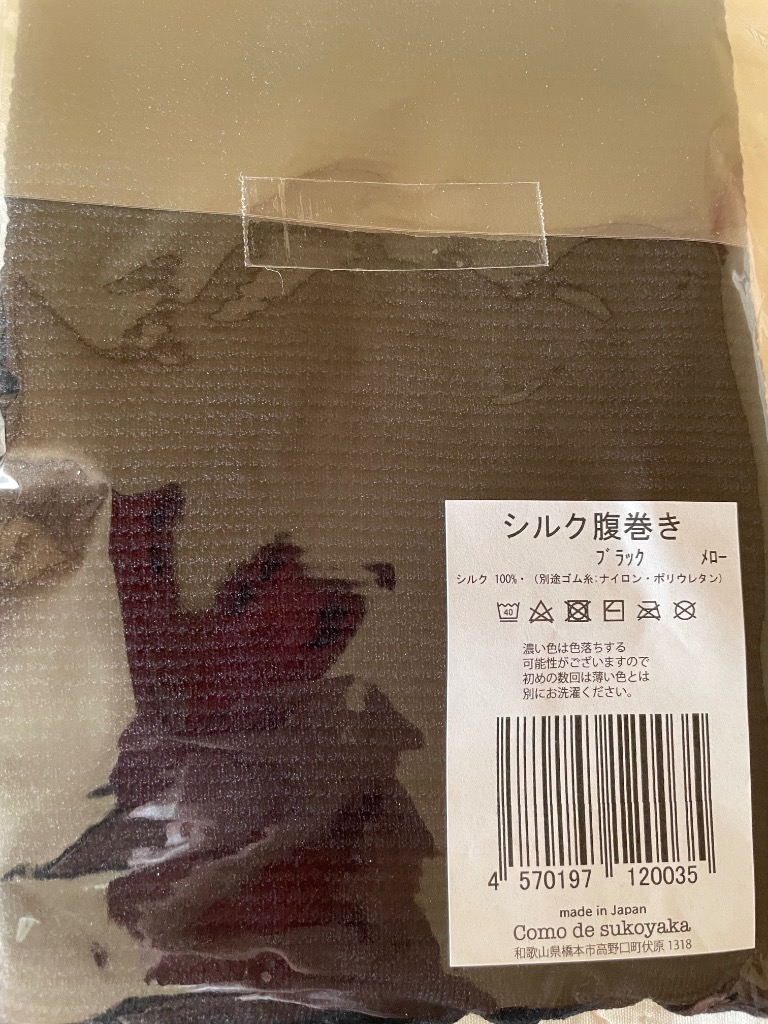 シルク腹巻き
ﾌﾞﾗｯｸ ﾒﾛｰ
シルク 100%・（別途ゴム糸:ナイロン・ポリウレタン）
40
濃い色は色落ちする
可能性がございますので
初めの数回は薄い色とは
別にお洗濯ください。
4 570197 120035
made in Japan
Como de sukoyaka
和歌山県橋本市高野口町伏原 1318